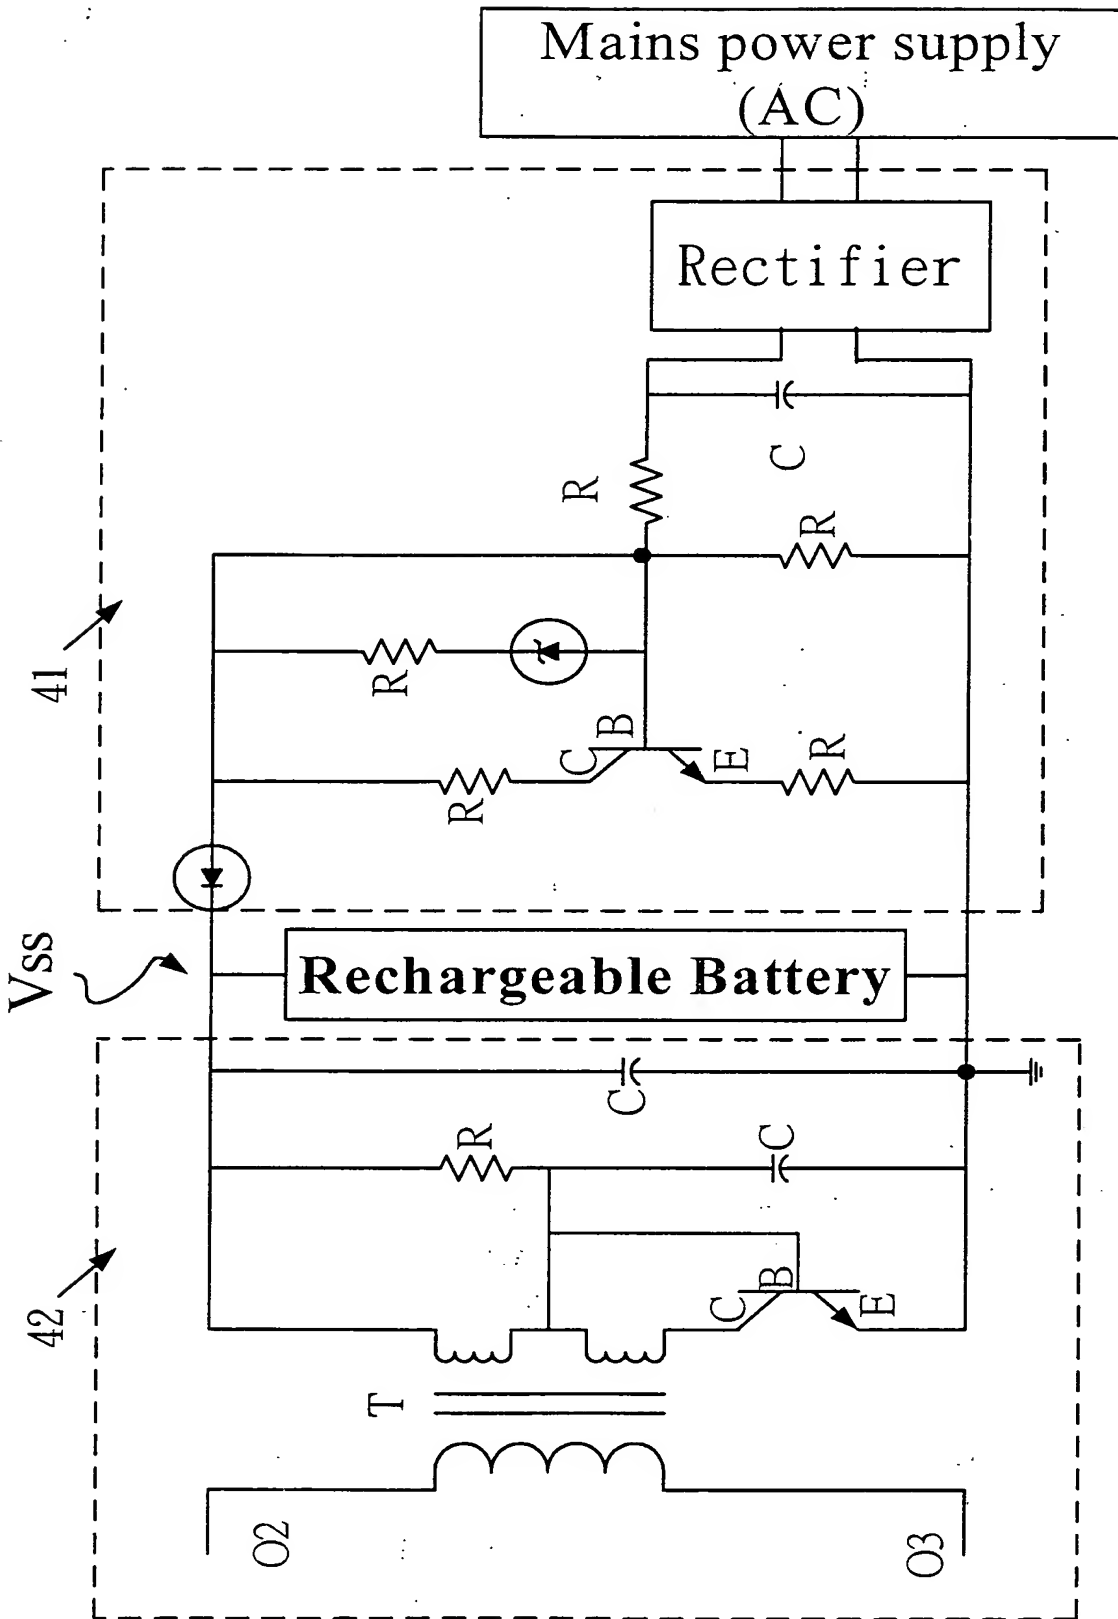 Mains power supply
(AC)
Rectifier
C
R
R
41
R
B
C
E
R
R
Vss
Rechargeable Battery
C
R
C
42
B
C
E
T
O2
O3